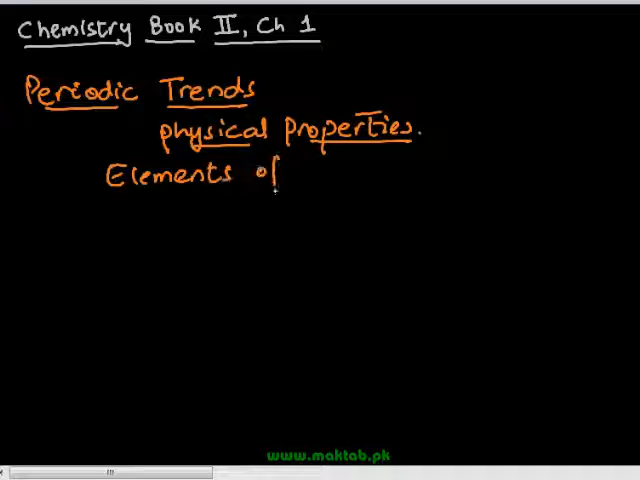 Chemistry Book II, Ch 1
Periodic Trends
physical properties.
Elements of
www.maktab.pk